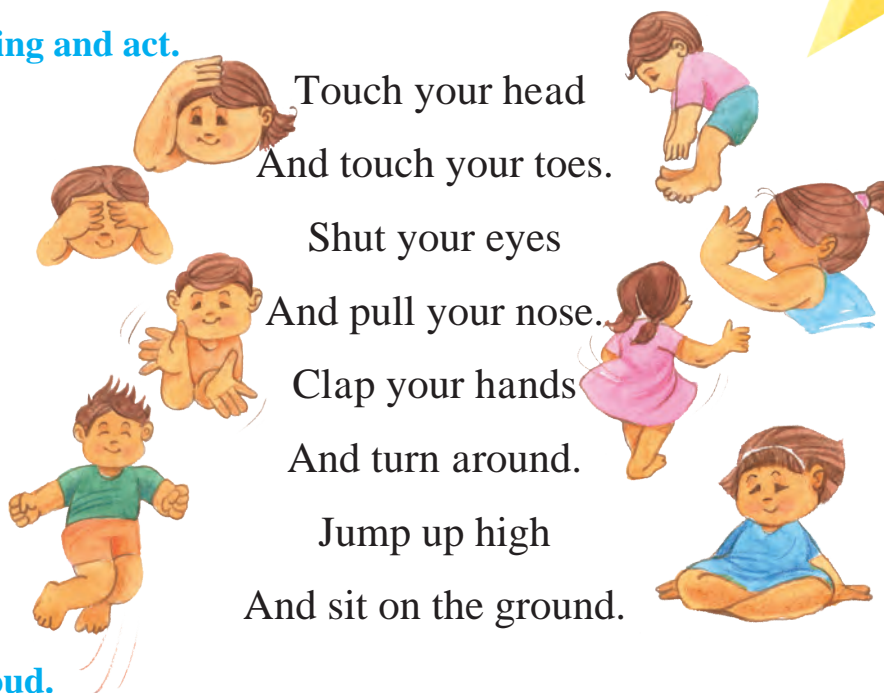 ing and act.
Touch your head
And touch your toes.
Shut your eyes
And pull your nose.
Clap your hands
And turn around.
Jump up high
And sit on the ground.
oud.